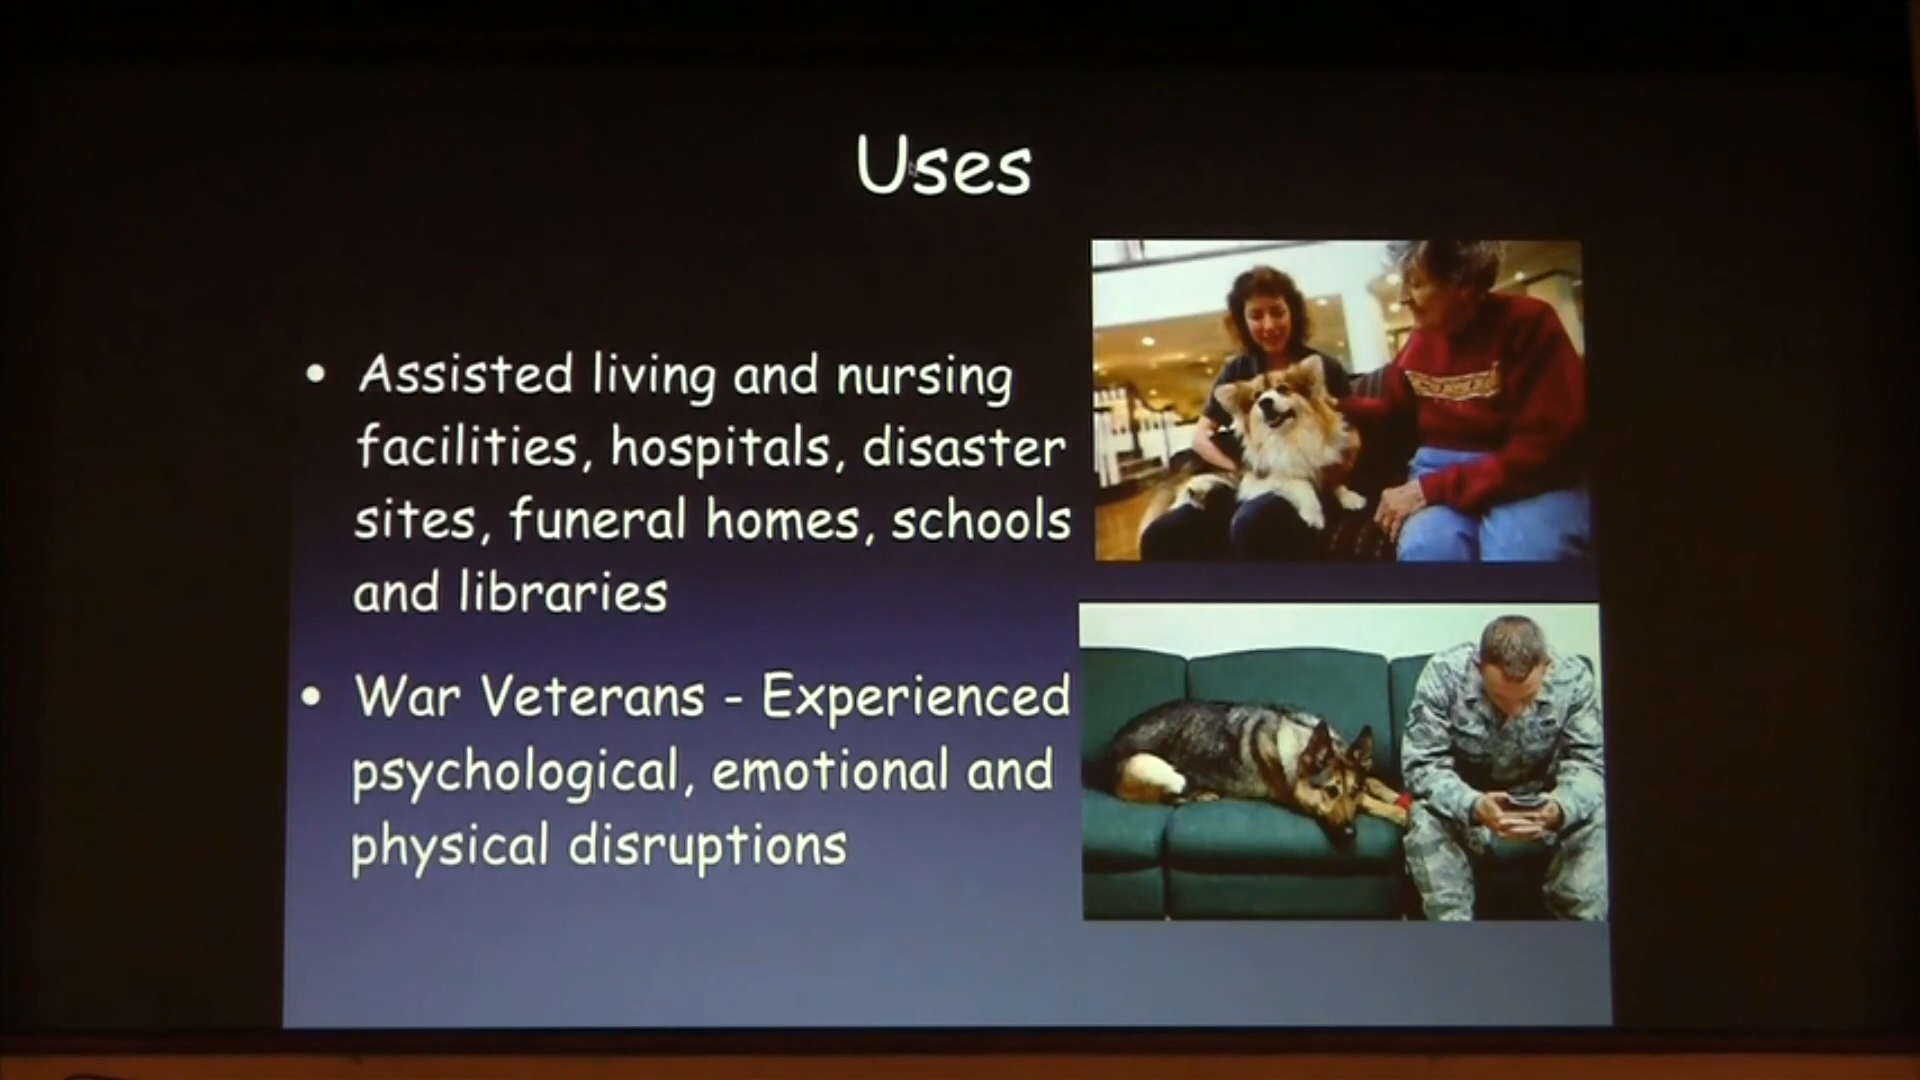 Uses
• Assisted living and nursing
facilities, hospitals, disaster
sites, funeral homes, schools
and libraries
• War Veterans - Experienced
psychological, emotional and
physical disruptions